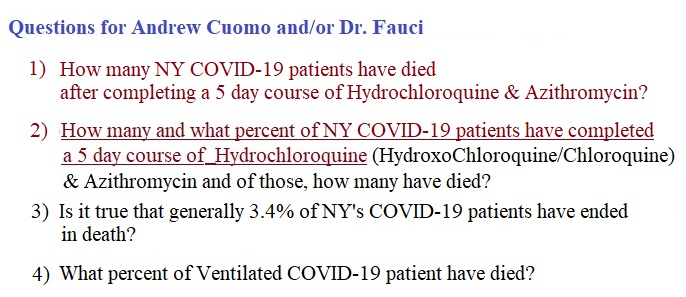 Questions for Andrew Cuomo and/or Dr. Fauci
1) How many NY COVID-19 patients have died
after completing a 5 day course of Hydrochloroquine & Azithromycin?
2) How many and what percent of NY COVID-19 patients have completed
a 5 day course of_Hydrochloroquine (HydroxoChloroquine/Chloroquine)
& Azithromycin and of those, how many have died?
3) Is it true that generally 3.4% of NY's COVID-19 patients have ended
in death?
4) What percent of Ventilated COVID-19 patient have died?